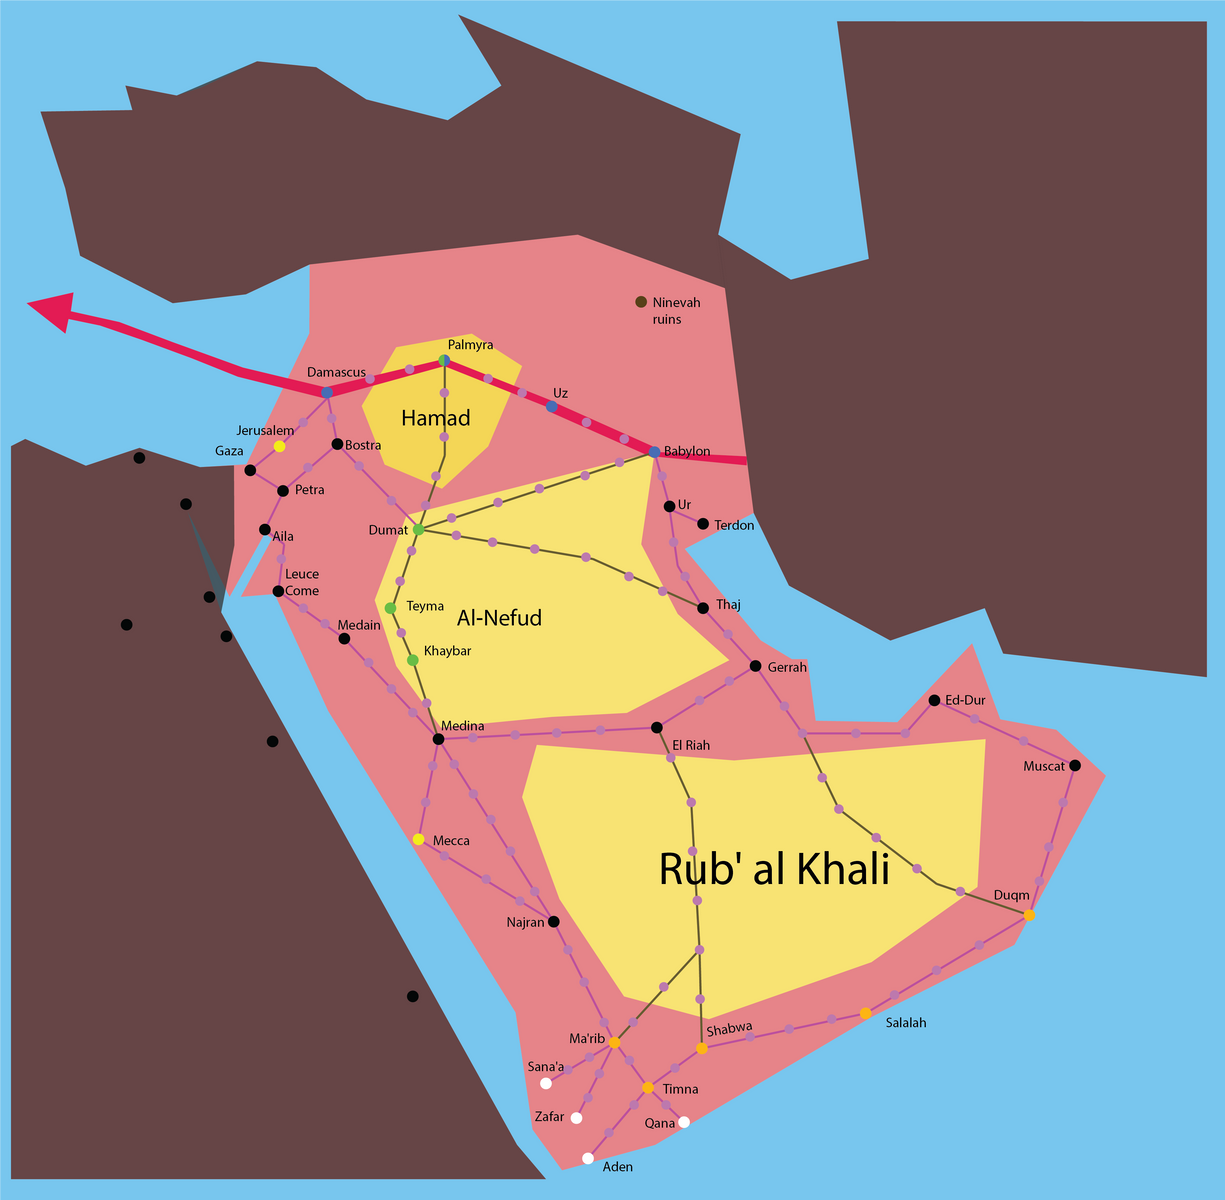 Ninevah
ruins
Palmyra
Damascus
Uz
Hamad
Jerusalem
Gaza
Bostra
Babylon
Petra
Ur
Terdon
Dumat
Aila
Leuce
Come
Teyma
Thaj
Al-Nefud
Medain
Khaybar
Gerrah
Ed-Dur
Medina
El Riah
Muscat
Mecca
Rub' al Khali
Duqm
Najran
Salalah
Shabwa
Ma'rib
Sana'a
Timna
Zafar
Qana
Aden